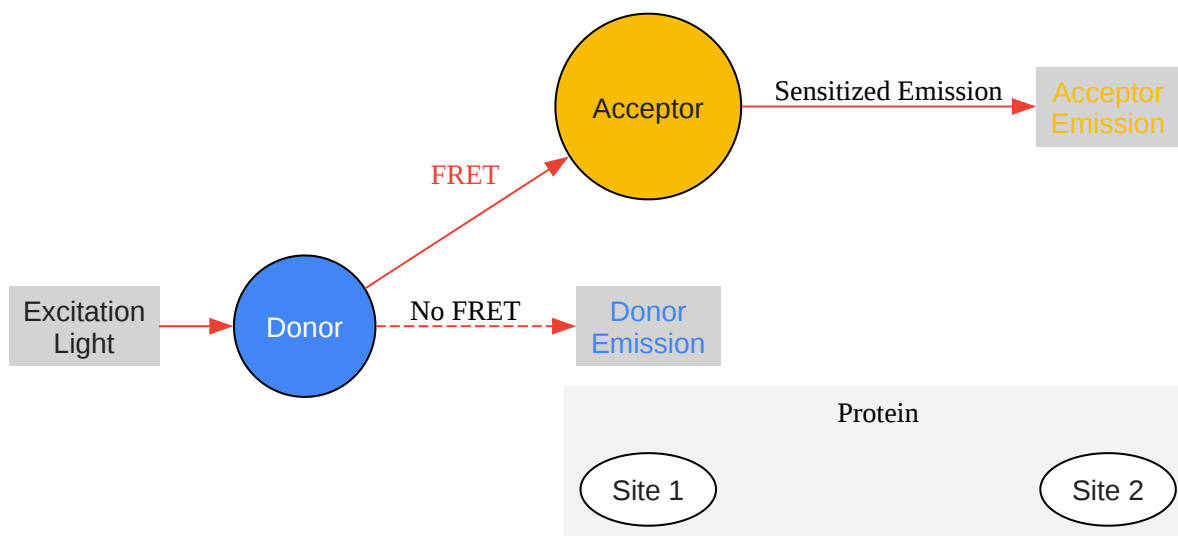 Acceptor
Sensitized Emission
Acceptor
Emission
FRET
Excitation
Light
Donor
No FRET
Donor
Emission
Protein
Site 1
Site 2